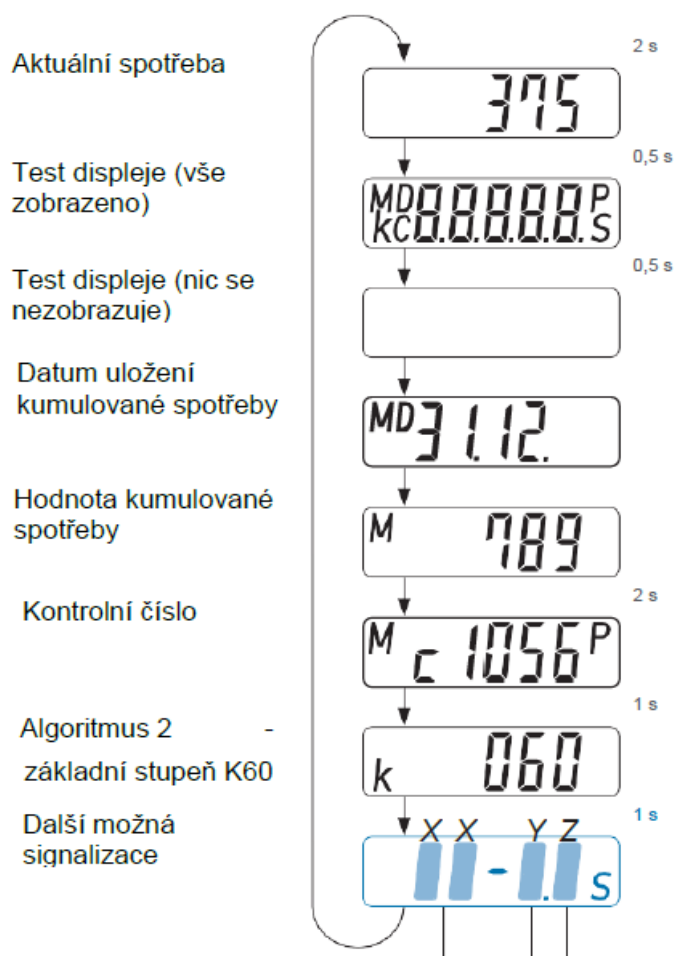 2 s
Aktuální spotřeba
375
0,5 s
Test displeje (vše
zobrazeno)
MD
kC
8.8.8.8.8.
P
S
0,5 s
Test displeje (nic se
nezobrazuje)
Datum uložení
kumulované spotřeby
MD 31.12.
Hodnota kumulované
spotřeby
M 789
2 s
Kontrolní číslo
M c 1056 P
1 s
Algoritmus 2 -
základní stupeň K60
k 060
1 s
Další možná
signalizace
X X Y Z
- . S